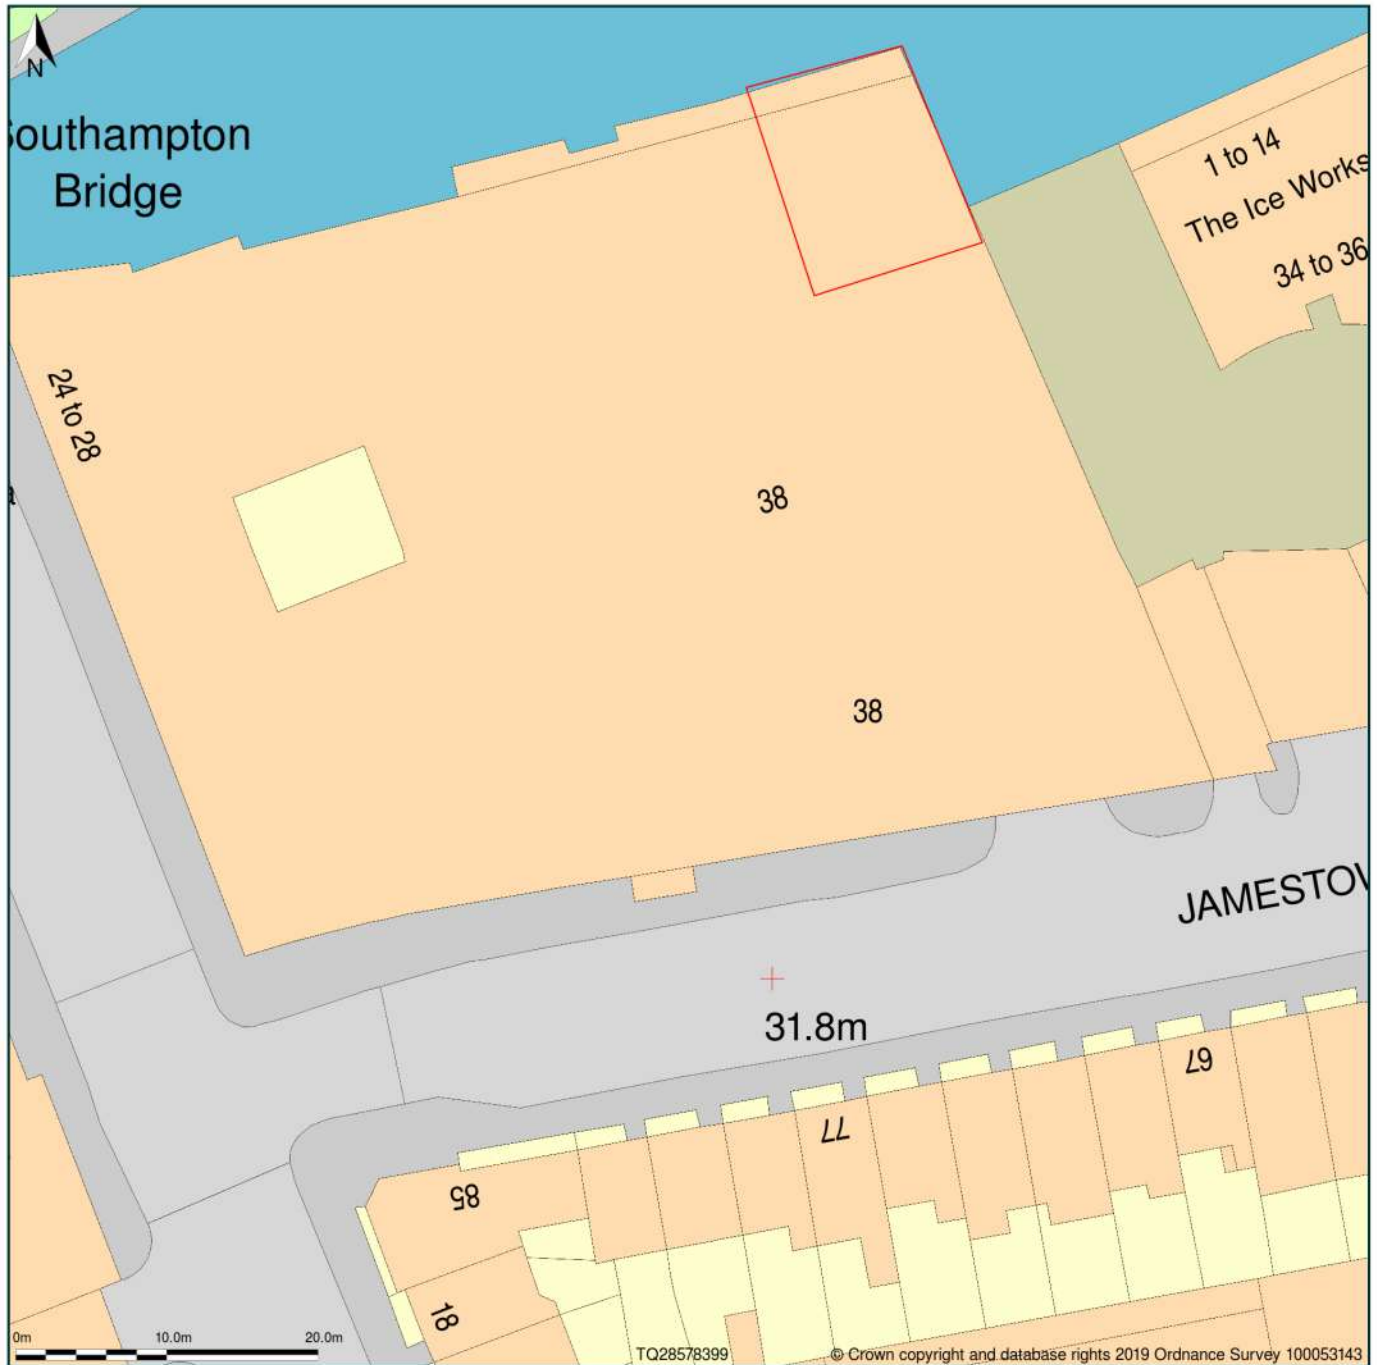 N
Southampton
Bridge
1 to 14
The Ice Works
34 to 36
24 to 28
38
38
JAMESTOW
31.8m
67
77
85
18
0m 10.0m 20.0m
TQ28578399
© Crown copyright and database rights 2019 Ordnance Survey 100053143